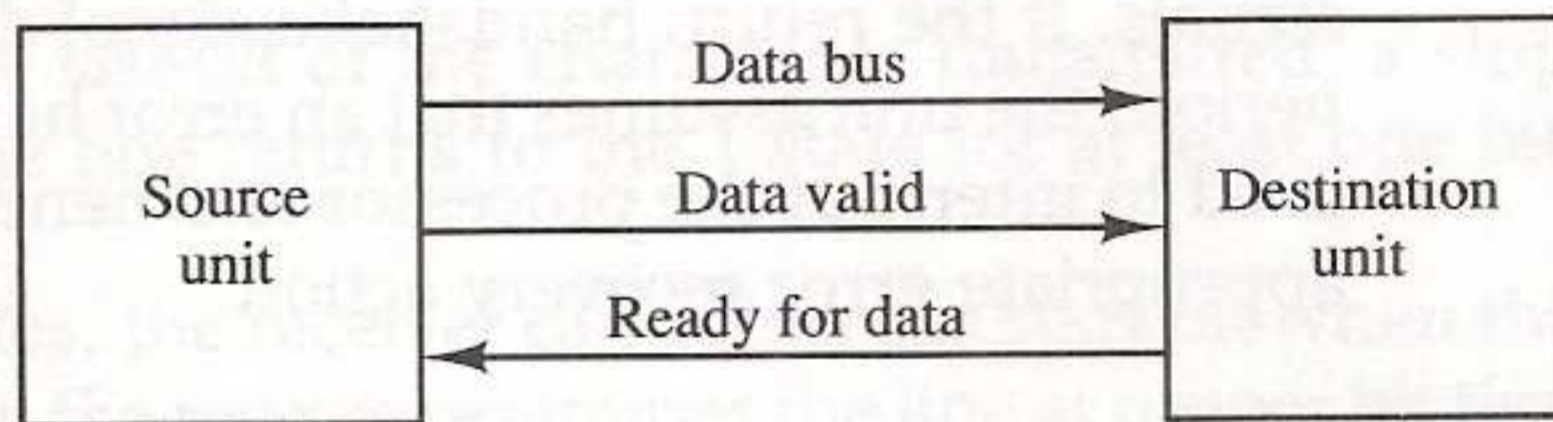 Data bus
Source
unit
Data valid
Destination
unit
Ready for data